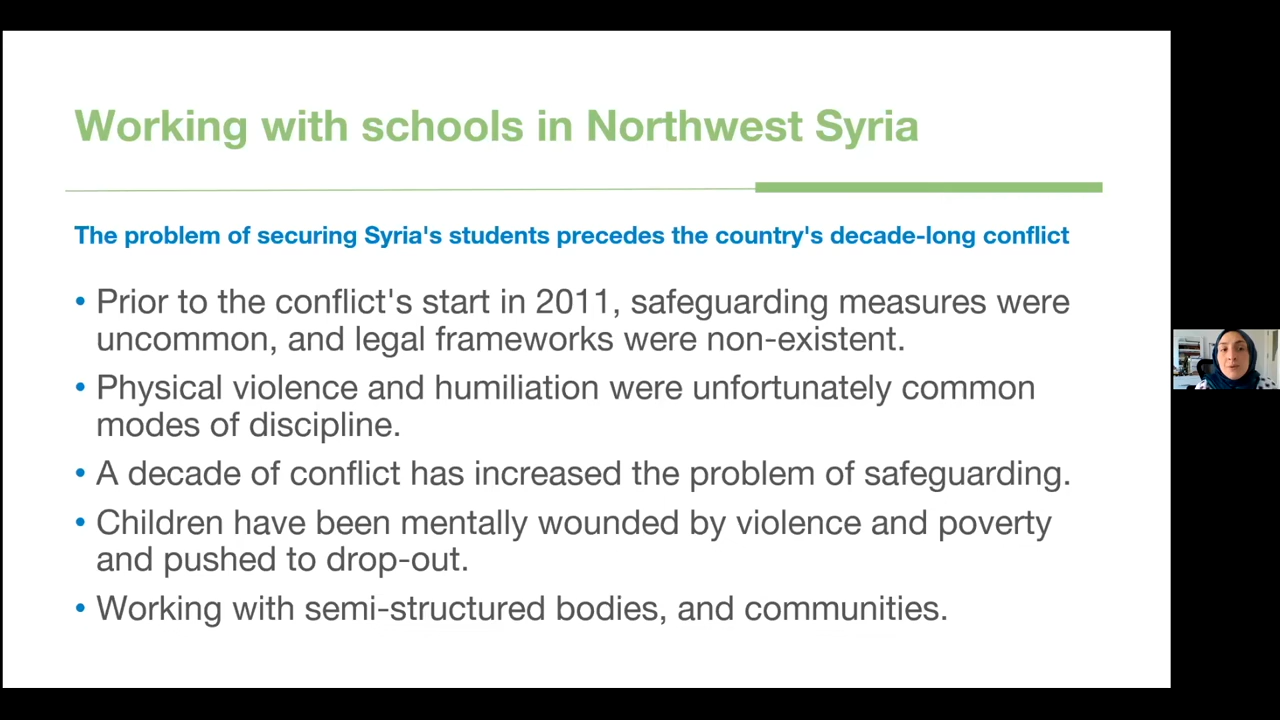 Working with schools in Northwest Syria
The problem of securing Syria's students precedes the country's decade-long conflict
• Prior to the conflict's start in 2011, safeguarding measures were
uncommon, and legal frameworks were non-existent.
• Physical violence and humiliation were unfortunately common
modes of discipline.
• A decade of conflict has increased the problem of safeguarding.
• Children have been mentally wounded by violence and poverty
and pushed to drop-out.
• Working with semi-structured bodies, and communities.